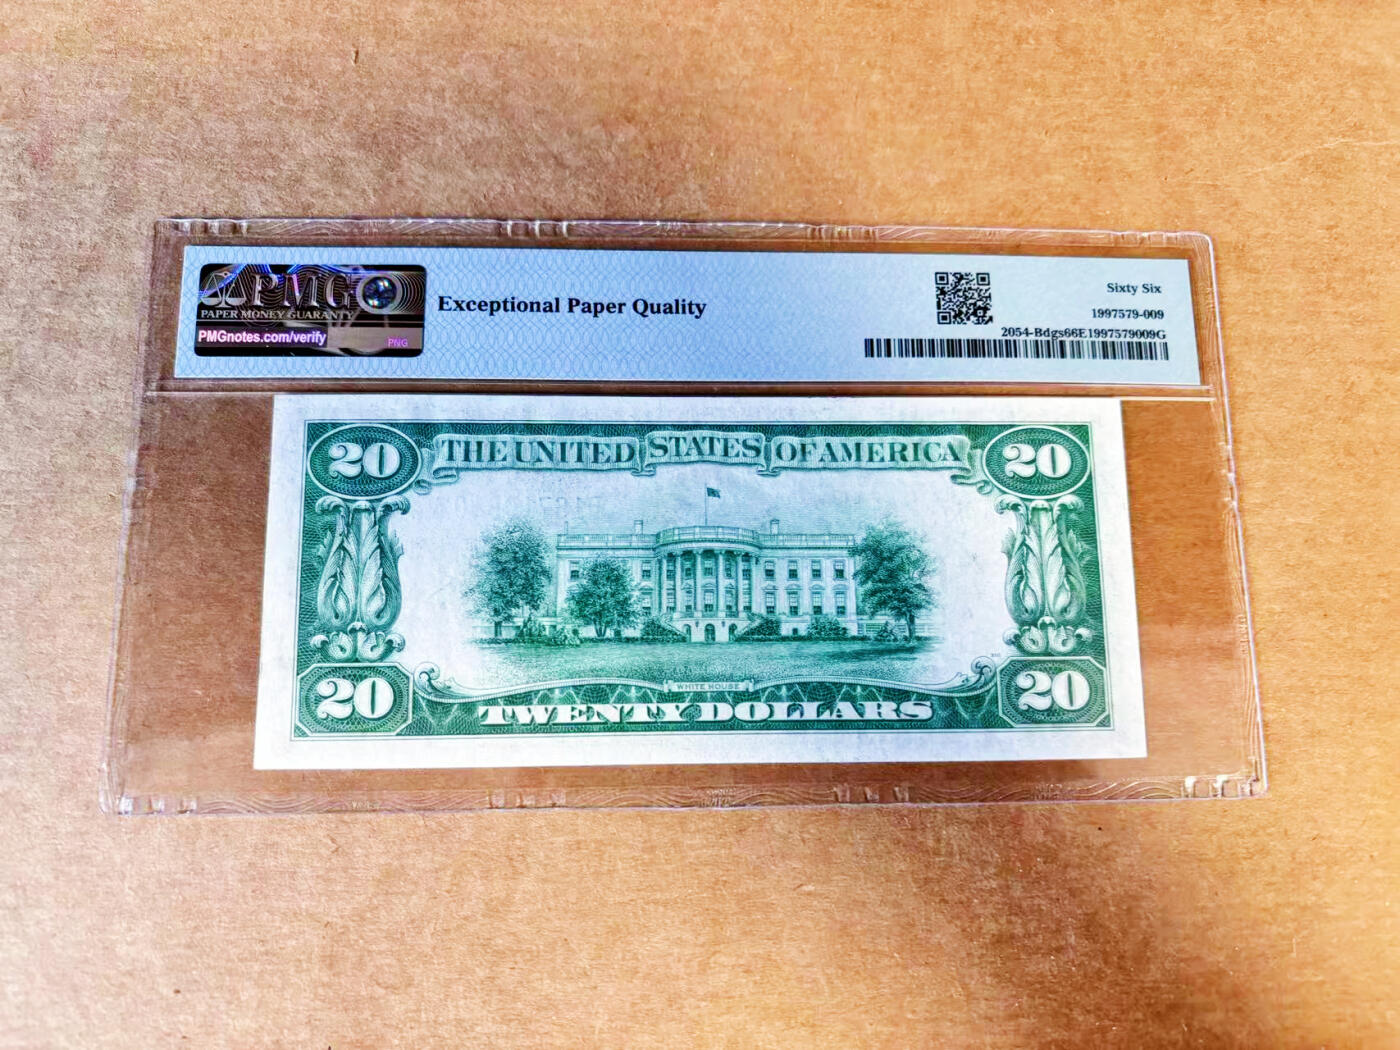 PMG
PAPER MONEY GUARANTY
PMGnotes.com/verify
PNG
Exceptional Paper Quality
Sixty Six
1997579-009
2054-Bdgs66E1997579009G
20
THE UNITED STATES OF AMERICA
20
WHITE HOUSE
20
TWENTY DOLLARS
20